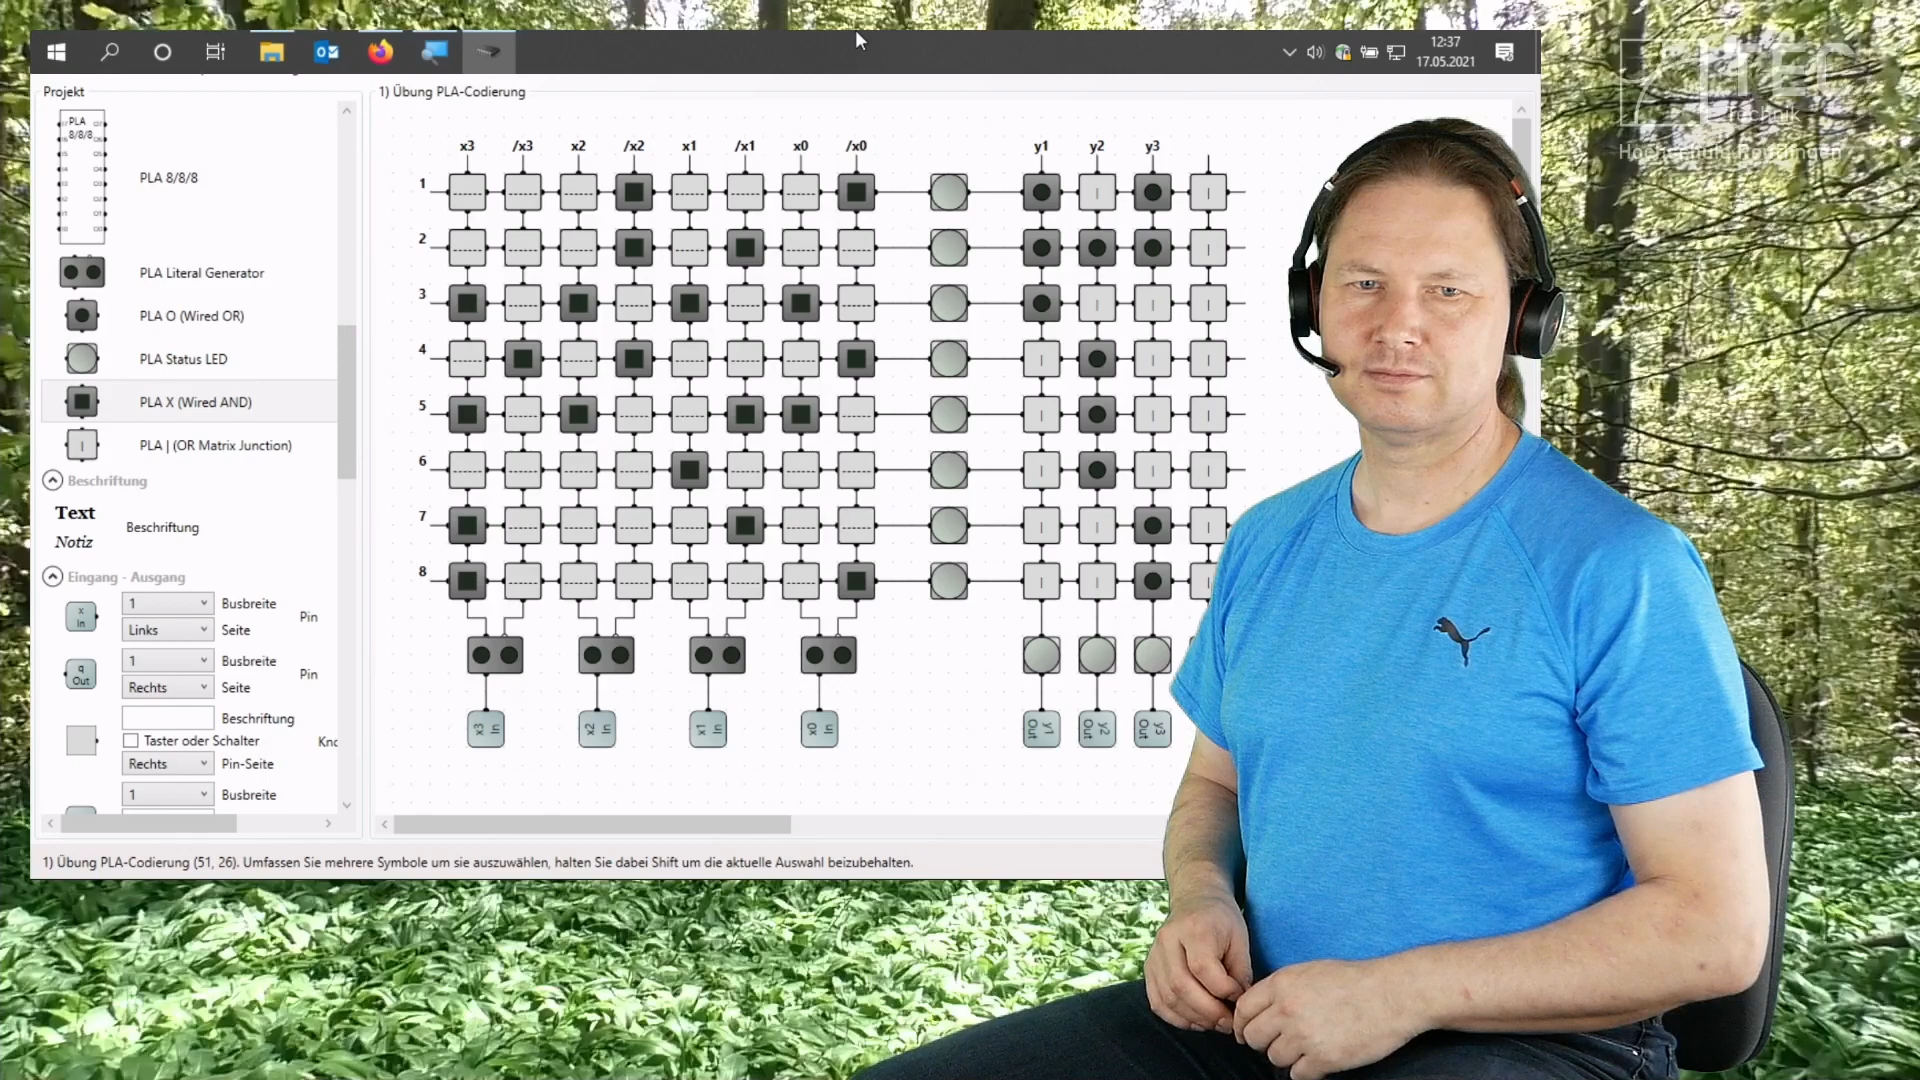 12:37
17.05.2021
Projekt
PLA
8/8/8
PLA 8/8/8
PLA Literal Generator
PLA O (Wired OR)
PLA Status LED
PLA X (Wired AND)
PLA | (OR Matrix Junction)
Beschriftung
Text
Notiz
Beschriftung
Eingang - Ausgang
x
In
1
Busbreite
Links
Seite
Pin
q
Out
1
Busbreite
Rechts
Seite
Pin
Beschriftung
Taster oder Schalter
Rechts
Pin-Seite
1
Busbreite
1) Übung PLA-Codierung
x3 /x3 x2 /x2 x1 /x1 x0 /x0 y1 y2 y3
1
2
3
4
5
6
7
8
x3 In
x2 In
x1 In
x0 In
y1 Out
y2 Out
y3 Out
1) Übung PLA-Codierung (51, 26). Umfassen Sie mehrere Symbole um sie auszuwählen, halten Sie dabei Shift um die aktuelle Auswahl beizubehalten.
Technik
Hochschule Reutlingen